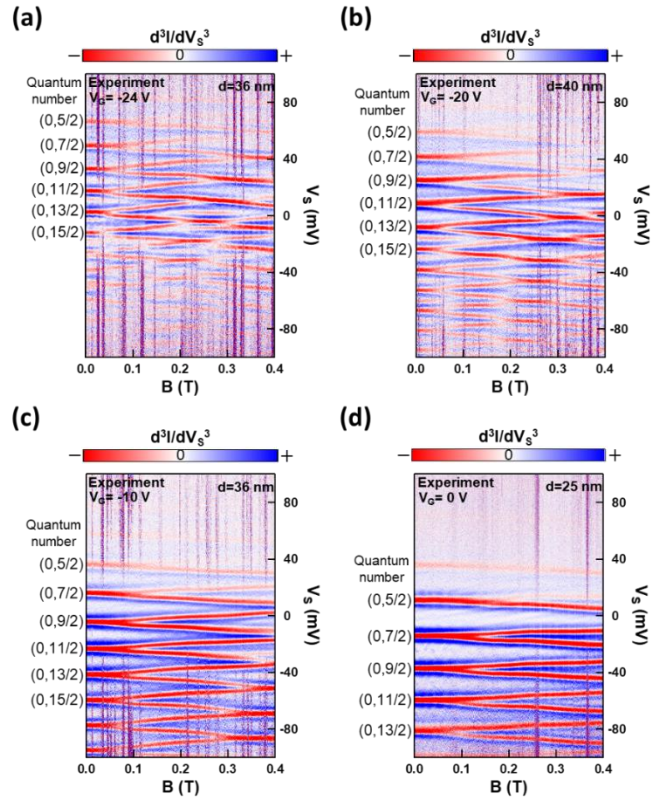 (a)
d³I/dVS³
− 0 +
Quantum number
Experiment
VG= -24 V
d=36 nm
(0,5/2)
(0,7/2)
(0,9/2)
(0,11/2)
(0,13/2)
(0,15/2)
80
40
0
-40
-80
VS (mV)
0.0 0.1 0.2 0.3 0.4
B (T)
(b)
d³I/dVS³
− 0 +
Quantum number
Experiment
VG= -20 V
d=40 nm
(0,5/2)
(0,7/2)
(0,9/2)
(0,11/2)
(0,13/2)
(0,15/2)
80
40
0
-40
-80
VS (mV)
0.0 0.1 0.2 0.3 0.4
B (T)
(c)
d³I/dVS³
− 0 +
Experiment
VG= -10 V
d=36 nm
Quantum number
(0,5/2)
(0,7/2)
(0,9/2)
(0,11/2)
(0,13/2)
(0,15/2)
80
40
0
-40
-80
VS (mV)
0.0 0.1 0.2 0.3 0.4
B (T)
(d)
d³I/dVS³
− 0 +
Experiment
VG= 0 V
d=25 nm
Quantum number
(0,5/2)
(0,7/2)
(0,9/2)
(0,11/2)
(0,13/2)
80
40
0
-40
-80
VS (mV)
0.0 0.1 0.2 0.3 0.4
B (T)